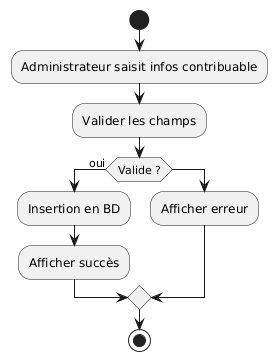 Administrateur saisit infos contribuable
Valider les champs
oui
Valide ?
Insertion en BD
Afficher erreur
Afficher succès